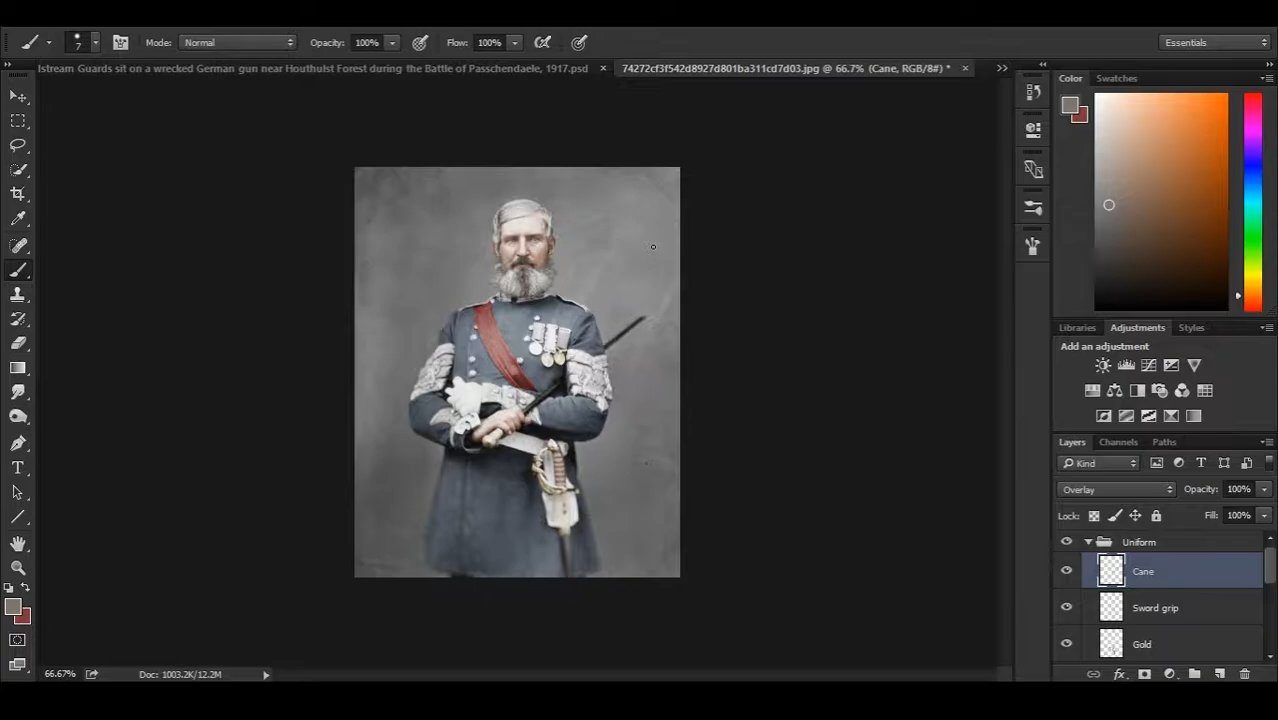 7 Mode: Normal Opacity: 100% Flow: 100% Essentials
lstream Guards sit on a wrecked German gun near Houthulst Forest during the Battle of Passchendaele, 1917.psd × 74272cf3f542d8927d801ba311cd7d03.jpg @ 66.7% (Cane, RGB/8#) * ×
Color Swatches
Libraries Adjustments Styles
Add an adjustment
Layers Channels Paths
Kind
Overlay Opacity: 100%
Lock: Fill: 100%
Uniform
Cane
Sword grip
Gold
66.67% Doc: 1003.2K/12.2M